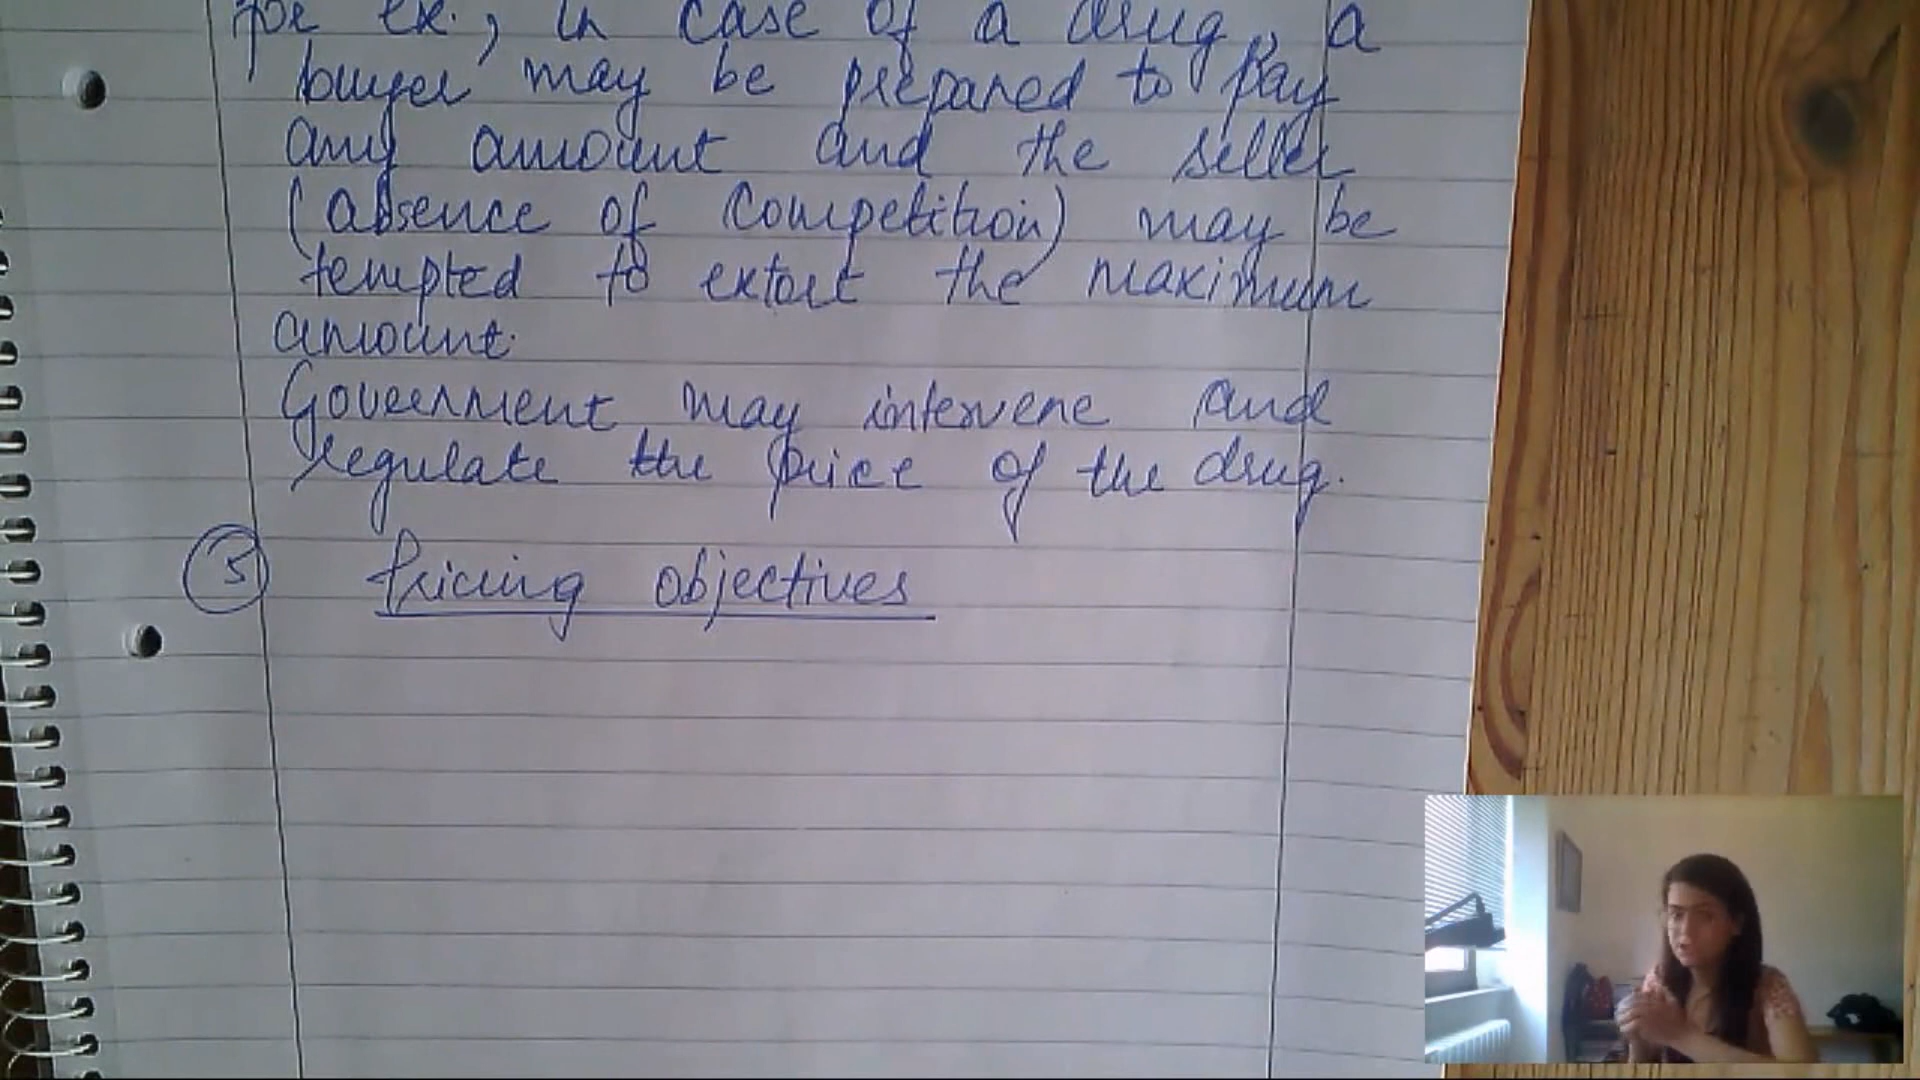 for ex., in case of a drug, a
buyer may be prepared to pay
any amount and the seller
(absence of competition) may be
tempted to extort the maximum
amount.
Government may intervene and
regulate the price of the drug.
5 Pricing objectives